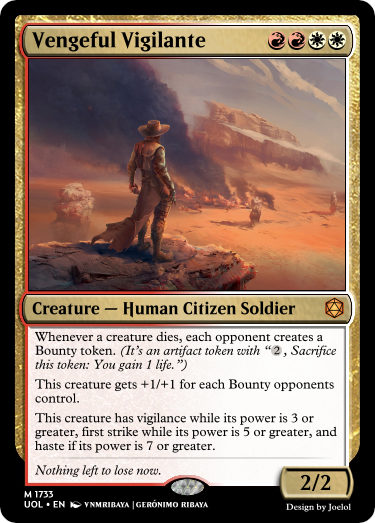 Vengeful Vigilante
Creature — Human Citizen Soldier
Whenever a creature dies, each opponent creates a
Bounty token. (It's an artifact token with “2, Sacrifice
this token: You gain 1 life.”)
This creature gets +1/+1 for each Bounty opponents
control.
This creature has vigilance while its power is 3 or
greater, first strike while its power is 5 or greater, and
haste if its power is 7 or greater.
Nothing left to lose now.
2/2
M 1733
UOL • EN VNMRIBAYA | GERÓNIMO RIBAYA
Design by Joelol